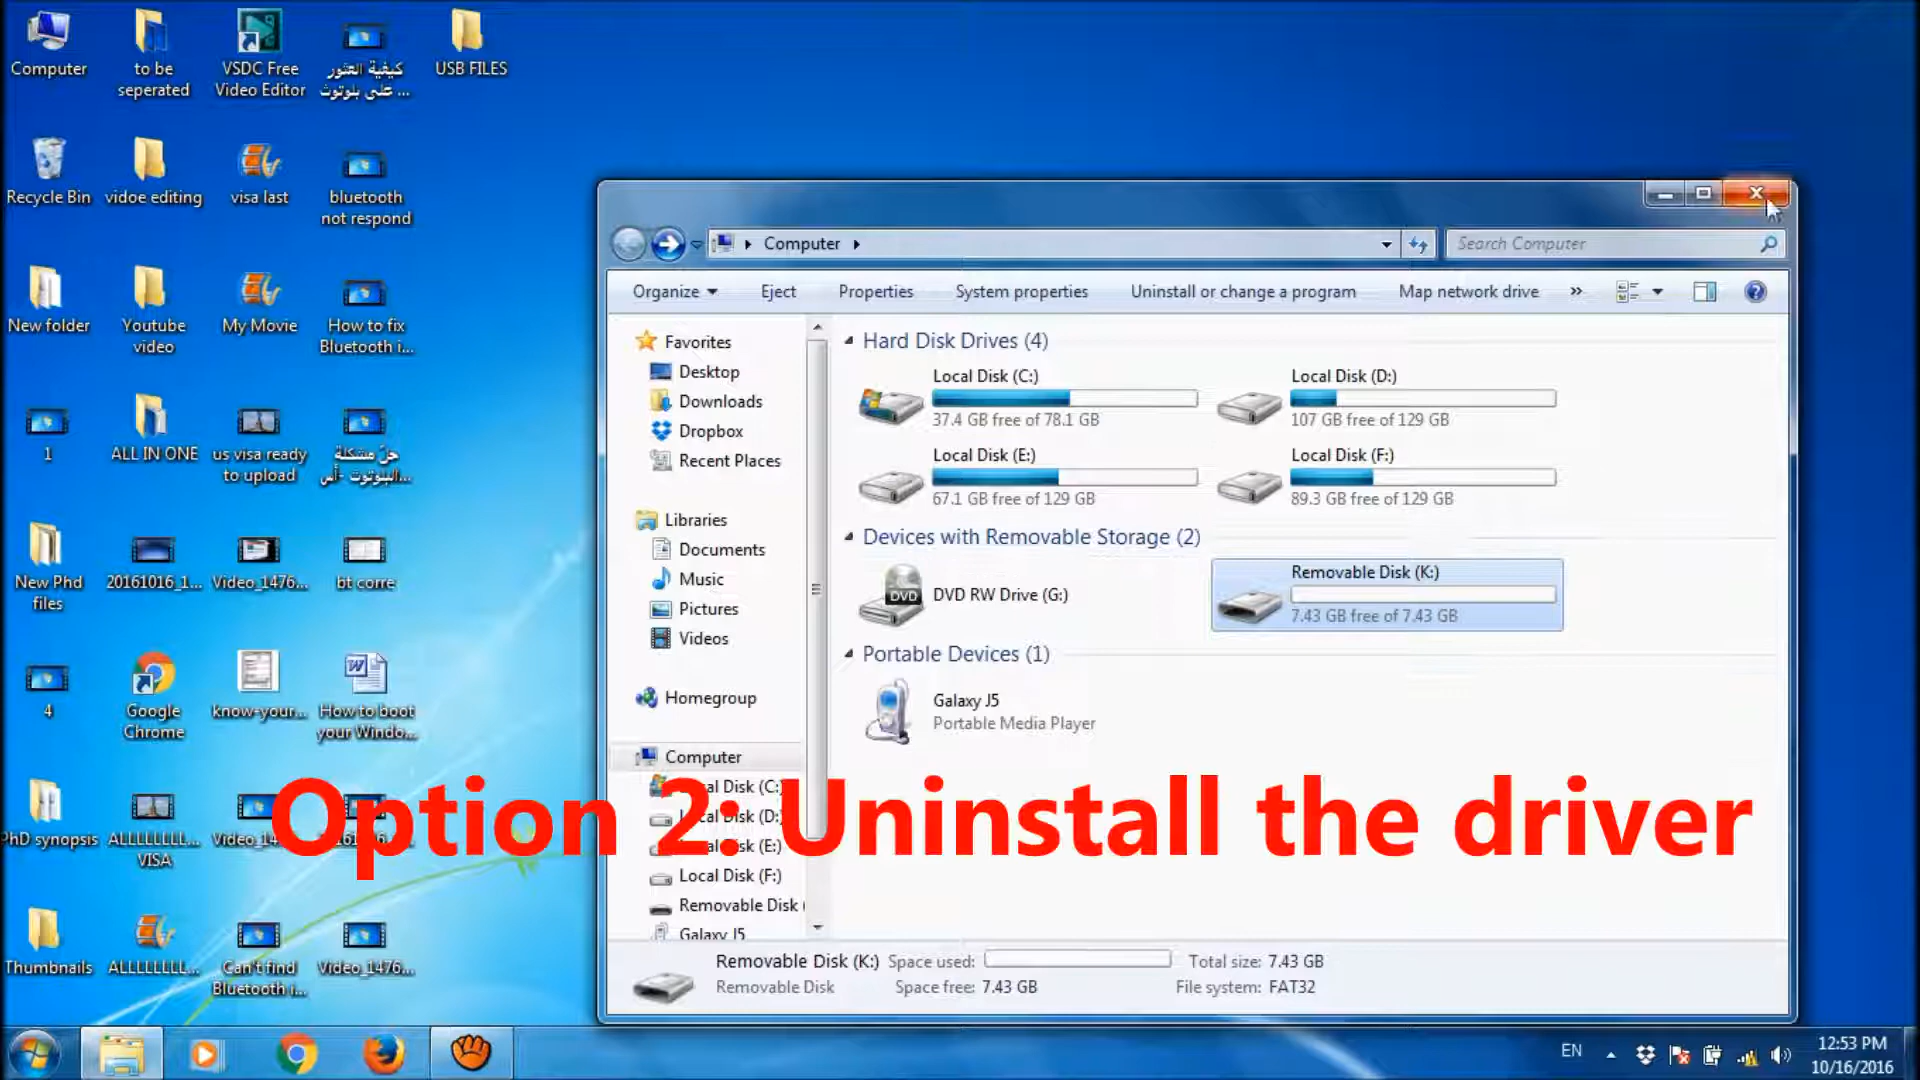 Computer
to be
seperated
VSDC Free
Video Editor
كيفية العثور
على بلوتوث ...
USB FILES
Recycle Bin
vidoe editing
visa last
bluetooth
not respond
New folder
Youtube
video
My Movie
How to fix
Bluetooth i...
1
ALL IN ONE
us visa ready
to upload
حل مشكلة
البلوتوث -أس...
New Phd
files
20161016_1...
Video_1476...
bt corre
4
Google
Chrome
know-your...
How to boot
your Windo...
PhD synopsis
ALLLLLLLL...
VISA
Video_14
Thumbnails
ALLLLLLLL...
Can't find
Bluetooth i...
Video_1476...
Computer
Search Computer
Organize
Eject
Properties
System properties
Uninstall or change a program
Map network drive
»
Favorites
Desktop
Downloads
Dropbox
Recent Places
Libraries
Documents
Music
Pictures
Videos
Homegroup
Computer
cal Disk (C:)
cal Disk (D:)
cal Disk (E:)
Local Disk (F:)
Removable Disk (
Galaxy J5
Hard Disk Drives (4)
Local Disk (C:)
37.4 GB free of 78.1 GB
Local Disk (D:)
107 GB free of 129 GB
Local Disk (E:)
67.1 GB free of 129 GB
Local Disk (F:)
89.3 GB free of 129 GB
Devices with Removable Storage (2)
DVD
DVD RW Drive (G:)
Removable Disk (K:)
7.43 GB free of 7.43 GB
Portable Devices (1)
Galaxy J5
Portable Media Player
Option 2: Uninstall the driver
Removable Disk (K:) Space used: Total size: 7.43 GB
Removable Disk Space free: 7.43 GB File system: FAT32
EN
12:53 PM
10/16/2016